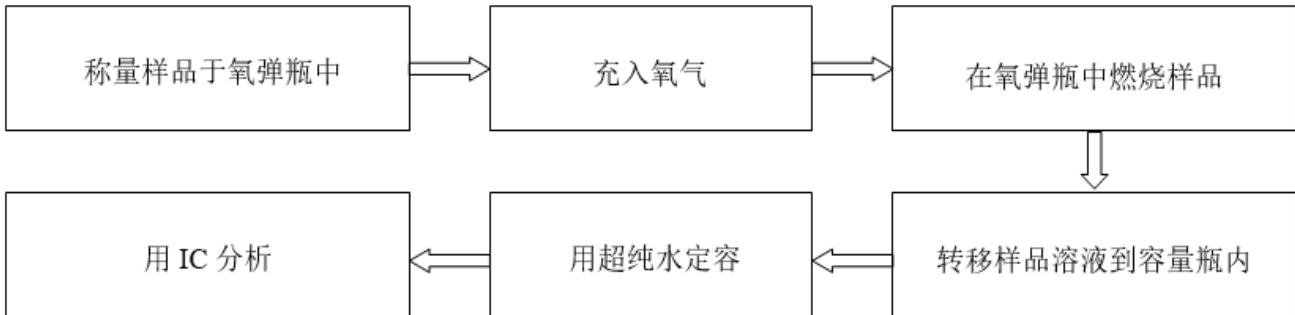 称量样品于氧弹瓶中
充入氧气
在氧弹瓶中燃烧样品
转移样品溶液到容量瓶内
用超纯水定容
用 IC 分析